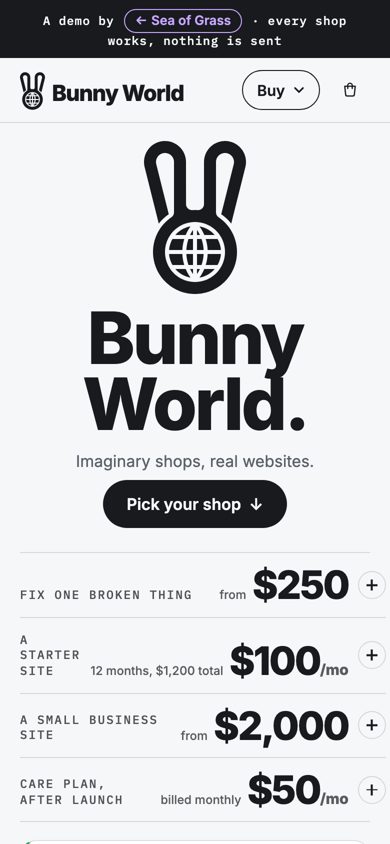 A demo by ← Sea of Grass · every shop
works, nothing is sent
Bunny World
Buy
Bunny
World.
Imaginary shops, real websites.
Pick your shop ↓
FIX ONE BROKEN THING from $250 +
A
STARTER
SITE 12 months, $1,200 total $100/mo +
A SMALL BUSINESS
SITE from $2,000 +
CARE PLAN,
AFTER LAUNCH billed monthly $50/mo +